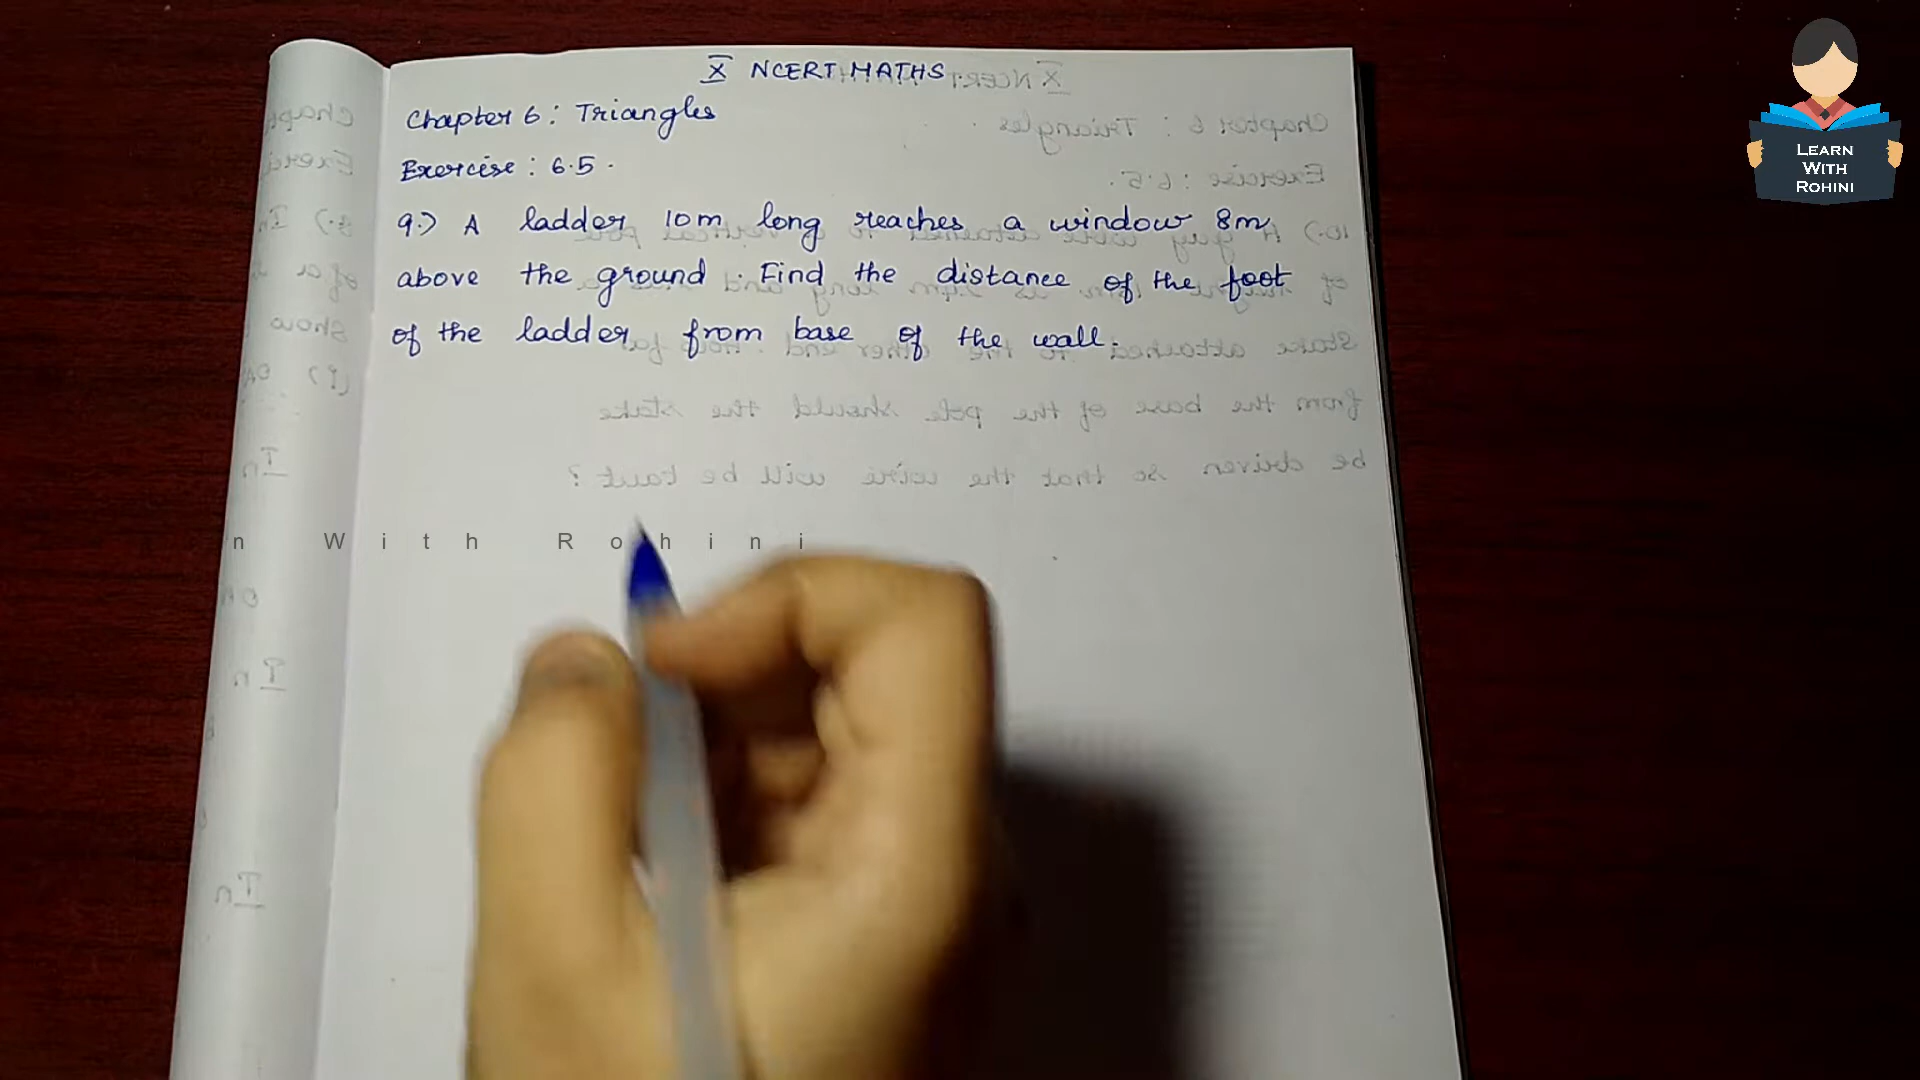 X NCERT MATHS
Chapter 6 : Triangles
Exercise : 6.5 .
9.) A ladder 10m long reaches a window 8m
above the ground . Find the distance of the foot
of the ladder from base of the wall.
n With Rohini
LEARN
WITH
ROHINI